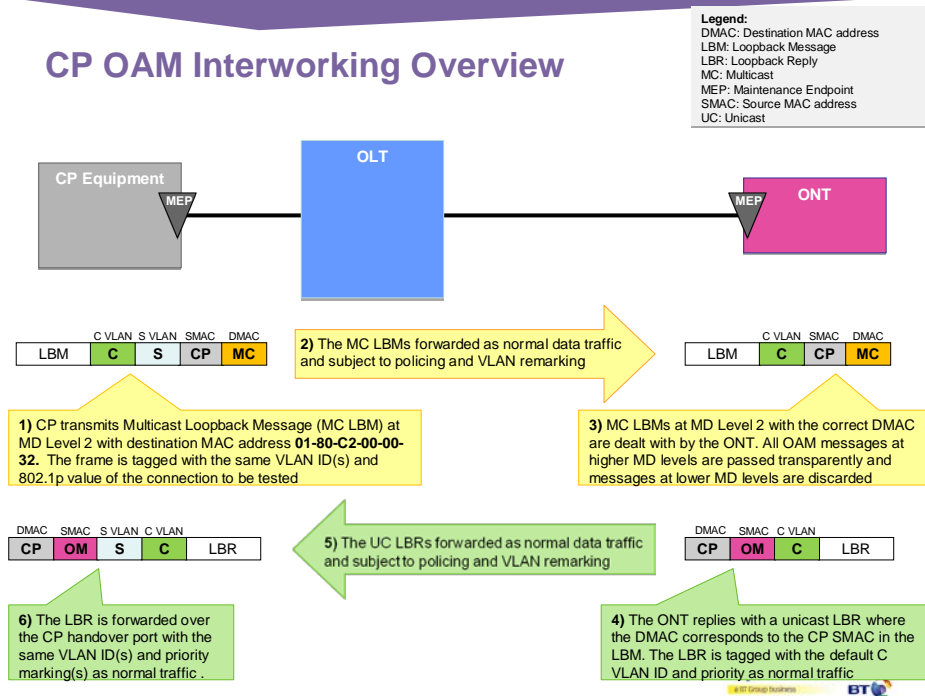 CP OAM Interworking Overview
Legend:
DMAC: Destination MAC address
LBM: Loopback Message
LBR: Loopback Reply
MC: Multicast
MEP: Maintenance Endpoint
SMAC: Source MAC address
UC: Unicast
CP Equipment
MEP
OLT
MEP
ONT
C VLAN S VLAN SMAC DMAC
LBM C S CP MC
2) The MC LBMs forwarded as normal data traffic
and subject to policing and VLAN remarking
C VLAN SMAC DMAC
LBM C CP MC
1) CP transmits Multicast Loopback Message (MC LBM) at
MD Level 2 with destination MAC address 01-80-C2-00-00-
32. The frame is tagged with the same VLAN ID(s) and
802.1p value of the connection to be tested
3) MC LBMs at MD Level 2 with the correct DMAC
are dealt with by the ONT. All OAM messages at
higher MD levels are passed transparently and
messages at lower MD levels are discarded
DMAC SMAC S VLAN C VLAN
CP OM S C LBR
5) The UC LBRs forwarded as normal data traffic
and subject to policing and VLAN remarking
DMAC SMAC C VLAN
CP OM C LBR
6) The LBR is forwarded over
the CP handover port with the
same VLAN ID(s) and priority
marking(s) as normal traffic .
4) The ONT replies with a unicast LBR where
the DMAC corresponds to the CP SMAC in the
LBM. The LBR is tagged with the default C
VLAN ID and priority as normal traffic
a BT Group business
BT